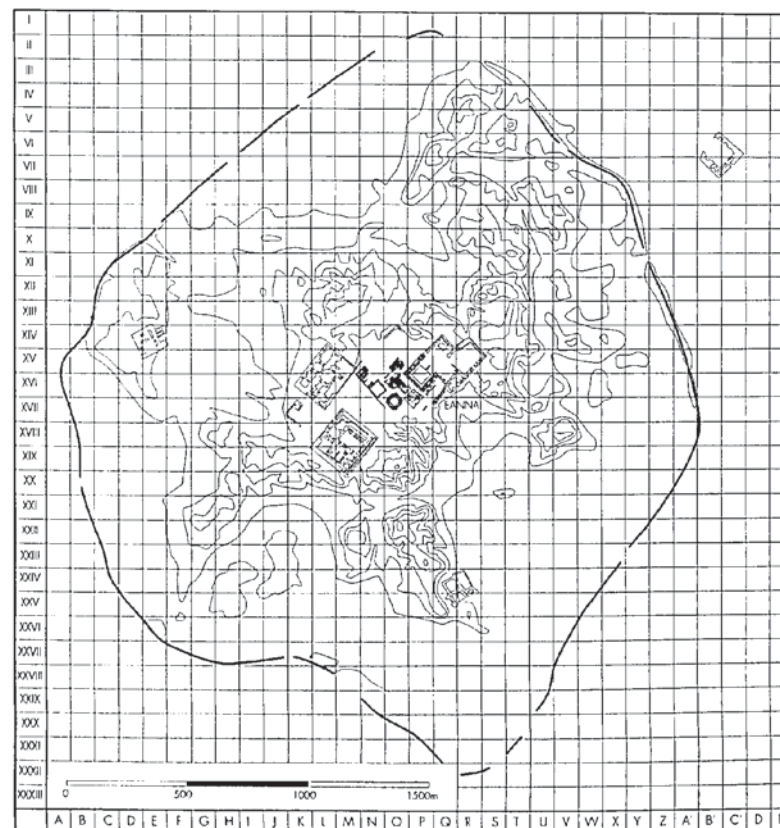 I
II
III
IV
V
VI
VII
VIII
IX
X
XI
XII
XIII
XIV
XV
XVI
XVII
EANNA
XVIII
XIX
XX
XXI
XXII
XXIII
XXIV
XXV
XXVI
XXVII
XXVIII
XXIX
XXX
XXXI
XXXII
XXXIII
0 500 1000 1500m
A B C D E F G H I J K L M N O P Q R S T U V W X Y Z A' B' C' D'